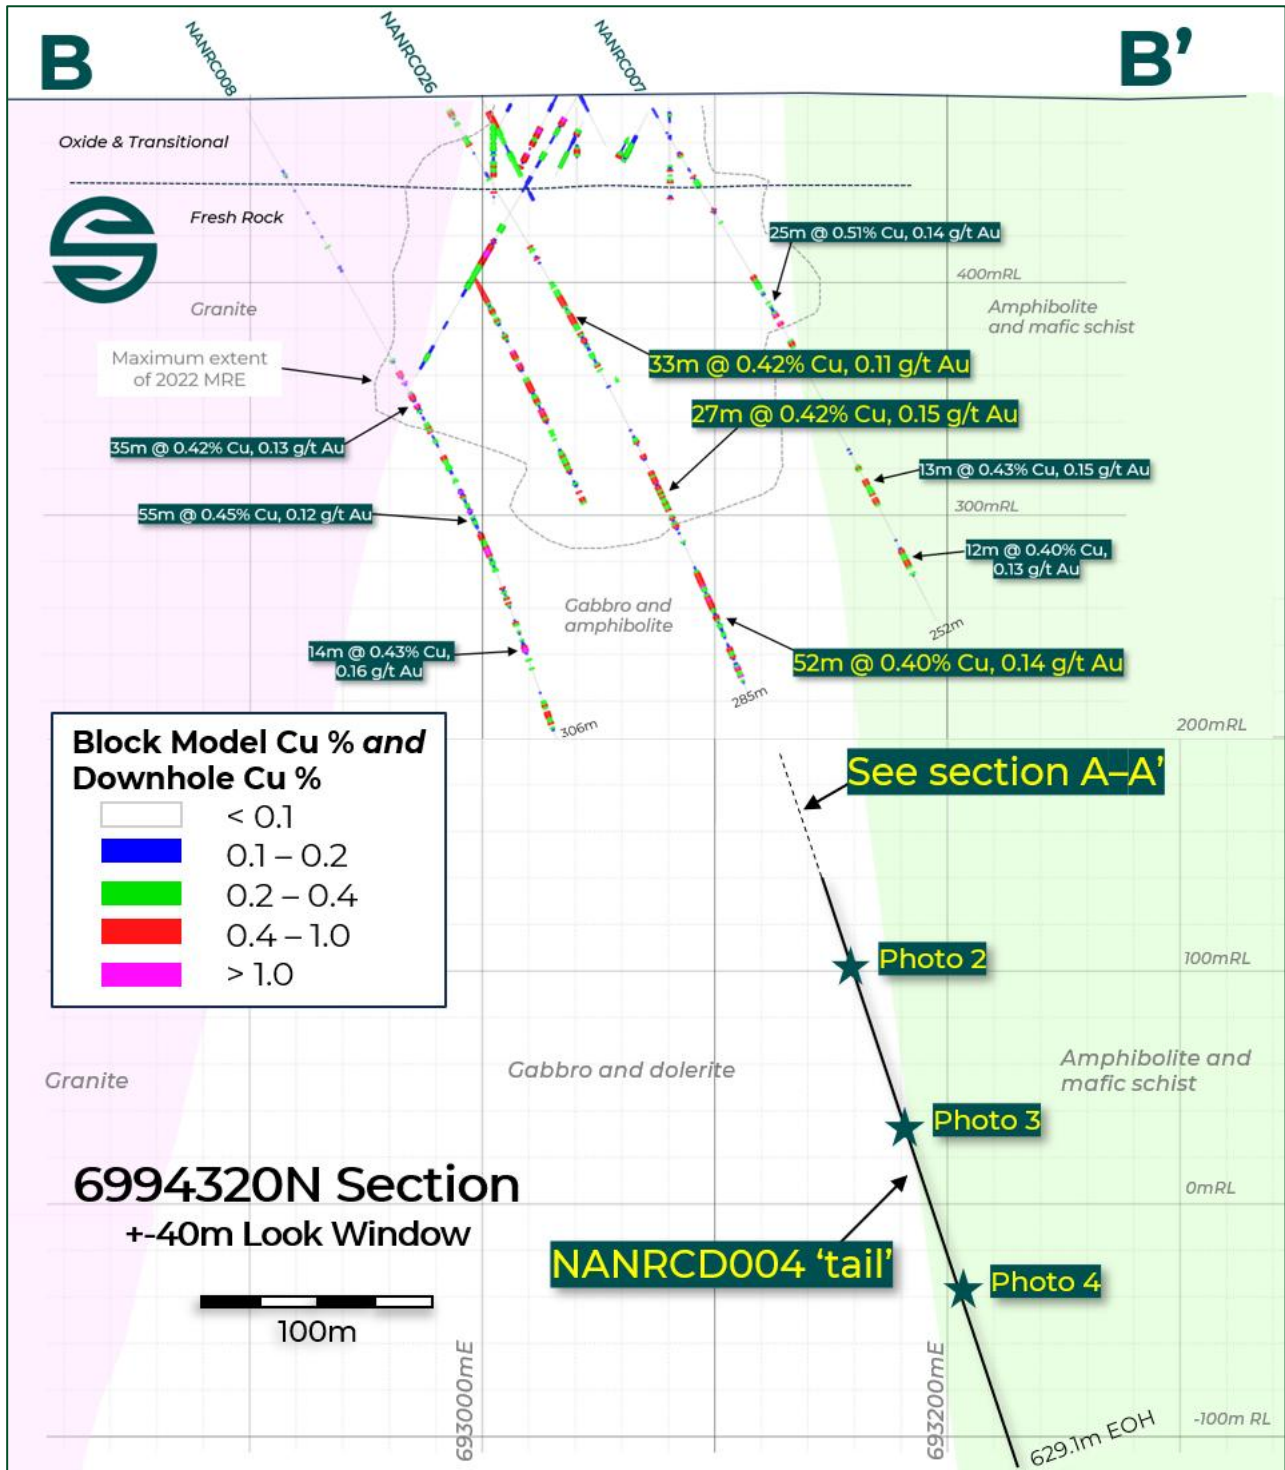 B
NANRC008
NANRC026
NANRC007
B’
Oxide & Transitional
Fresh Rock
25m @ 0.51% Cu, 0.14 g/t Au
400mRL
Granite
Amphibolite
and mafic schist
Maximum extent
of 2022 MRE
33m @ 0.42% Cu, 0.11 g/t Au
27m @ 0.42% Cu, 0.15 g/t Au
35m @ 0.42% Cu, 0.13 g/t Au
13m @ 0.43% Cu, 0.15 g/t Au
55m @ 0.45% Cu, 0.12 g/t Au
300mRL
12m @ 0.40% Cu,
0.13 g/t Au
Gabbro and
amphibolite
252m
14m @ 0.43% Cu,
0.16 g/t Au
52m @ 0.40% Cu, 0.14 g/t Au
285m
306m
200mRL
Block Model Cu % and
Downhole Cu %
< 0.1
0.1 – 0.2
0.2 – 0.4
0.4 – 1.0
> 1.0
See section A–A’
Photo 2
100mRL
Gabbro and dolerite
Amphibolite and
mafic schist
Granite
Photo 3
6994320N Section
+-40m Look Window
0mRL
NANRCD004 ‘tail’
Photo 4
100m
693000mE
693200mE
-100m RL
629.1m EOH